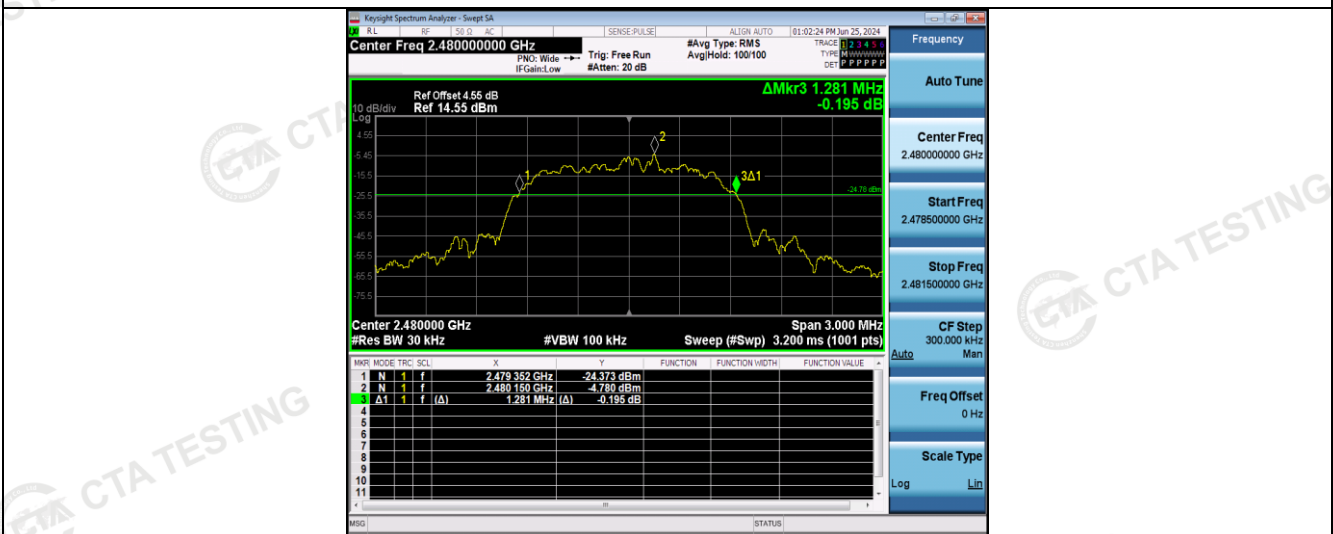 Keysight Spectrum Analyzer - Swept SA
RL RF 50 Ω AC SENSE:PULSE ALIGN AUTO 01:02:24 PM Jun 25, 2024
Center Freq 2.480000000 GHz
PNO: Wide
IFGain:Low
Trig: Free Run
#Atten: 20 dB
#Avg Type: RMS
Avg|Hold: 100/100
TRACE 1 2 3 4 5 6
TYPE M WWWWW
DET P P P P P P
Frequency
Auto Tune
Center Freq
2.480000000 GHz
Start Freq
2.478500000 GHz
Stop Freq
2.481500000 GHz
CF Step
300.000 kHz
Auto Man
Freq Offset
0 Hz
Scale Type
Log Lin
ΔMkr3 1.281 MHz
-0.195 dB
Ref Offset 4.55 dB
10 dB/div Ref 14.55 dBm
Log
4.55
-5.45
-15.5
-25.5
-35.5
-45.5
-55.5
-65.5
-75.5
1
2
3Δ1
-24.78 dBm
Center 2.480000 GHz Span 3.000 MHz
#Res BW 30 kHz #VBW 100 kHz Sweep (#Swp) 3.200 ms (1001 pts)
MKR MODE TRC SCL X Y FUNCTION FUNCTION WIDTH FUNCTION VALUE
1 N 1 f 2.479 352 GHz -24.373 dBm
2 N 1 f 2.480 150 GHz -4.780 dBm
3 Δ1 1 f (Δ) 1.281 MHz (Δ) -0.195 dB
4
5
6
7
8
9
10
11
MSG STATUS
CTA TESTING
CTA TESTING
CTA